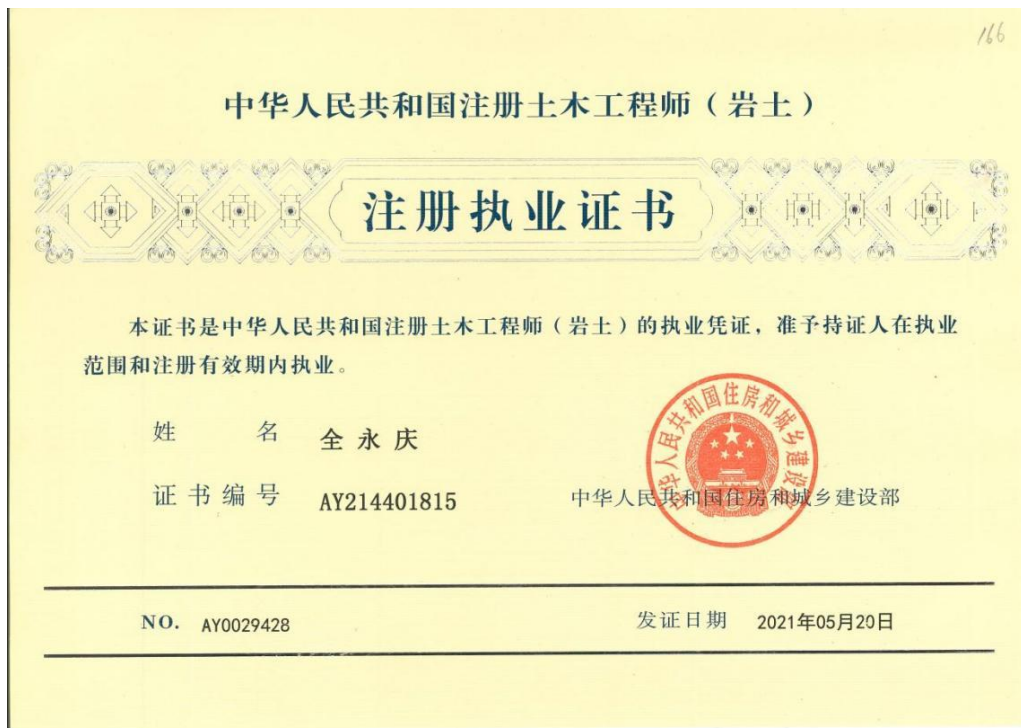 166
中华人民共和国注册土木工程师（岩土）
注册执业证书
本证书是中华人民共和国注册土木工程师（岩土）的执业凭证，准予持证人在执业
范围和注册有效期内执业。
姓 名 全永庆
证书编号 AY214401815
中华人民共和国住房和城乡建设部
中华人民共和国住房和城乡建设部
NO. AY0029428
发证日期 2021年05月20日